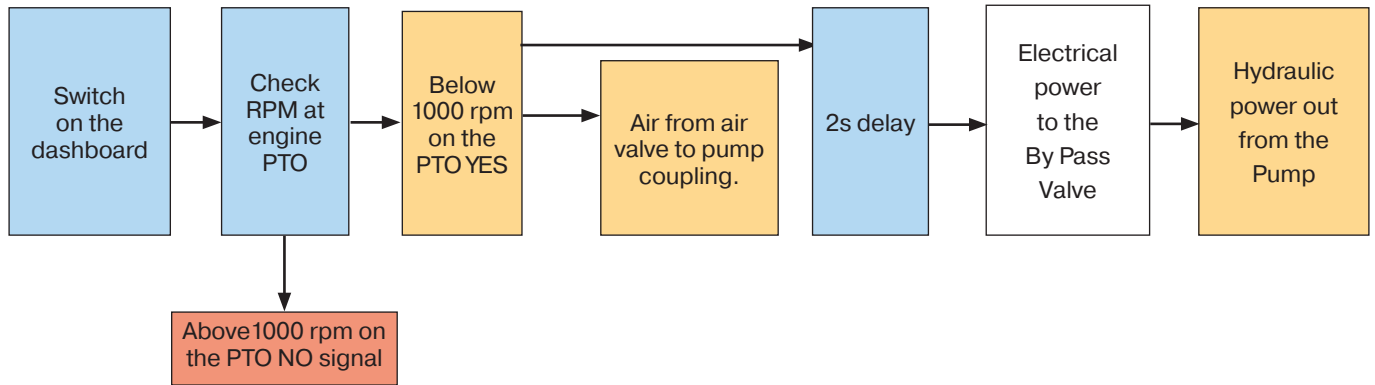 Switch
on the
dashboard
Check
RPM at
engine
PTO
Below
1000 rpm
on the
PTO YES
Air from air
valve to pump
coupling.
2s delay
Electrical
power
to the
By Pass
Valve
Hydraulic
power out
from the
Pump
Above1000 rpm on
the PTO NO signal